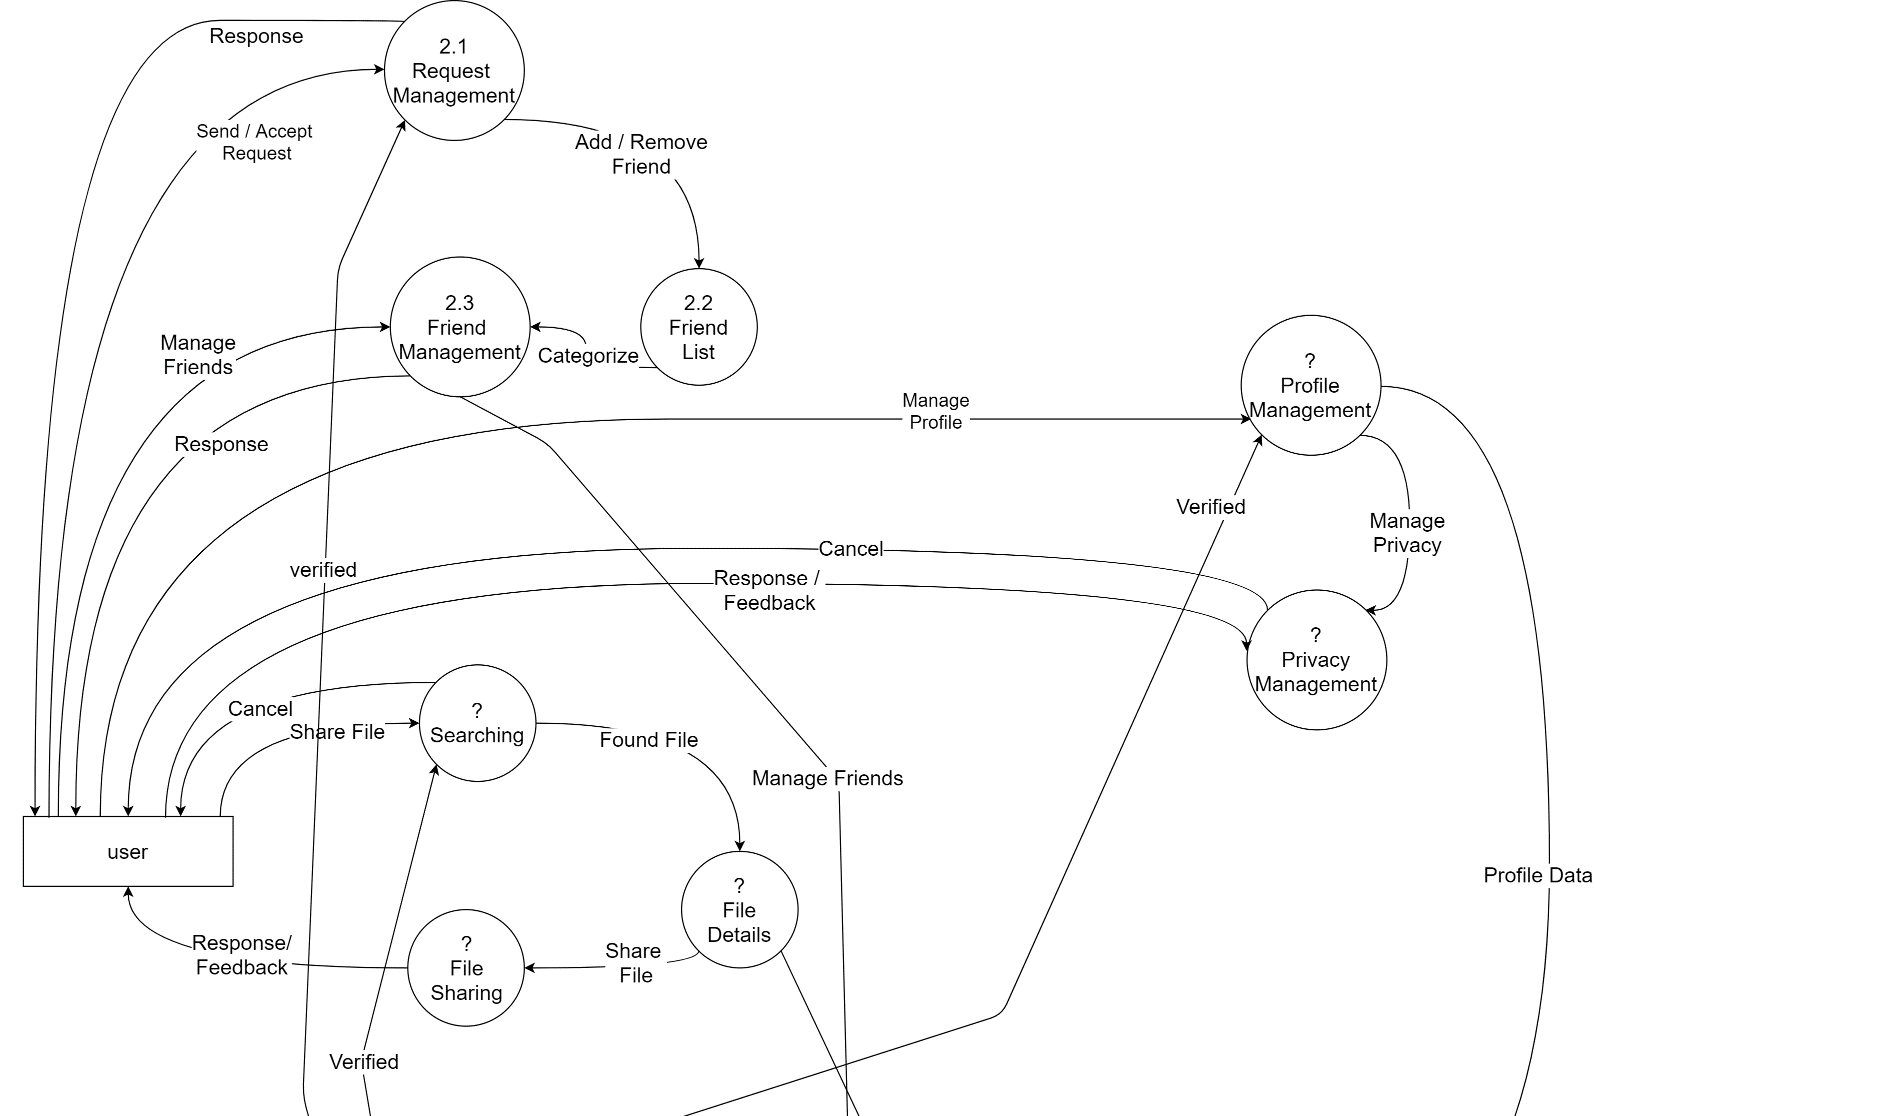 Response
2.1
Request
Management
Send / Accept
Request
Add / Remove
Friend
2.3
Friend
Management
2.2
Friend
List
Categorize
Manage
Friends
Response
Manage
Profile
?
Profile
Management
Verified
Manage
Privacy
Cancel
Response /
Feedback
verified
?
Privacy
Management
Cancel
Share File
?
Searching
Found File
Manage Friends
user
?
File
Details
Profile Data
Response/
Feedback
?
File
Sharing
Share
File
Verified